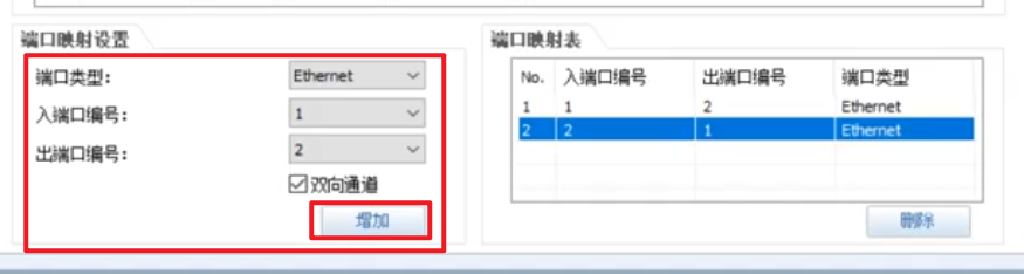 端口映射设置
端口类型：
Ethernet
入端口编号：
1
出端口编号：
2
双向通道
增加
端口映射表
No. 入端口编号 出端口编号 端口类型
1 1 2 Ethernet
2 2 1 Ethernet
删除